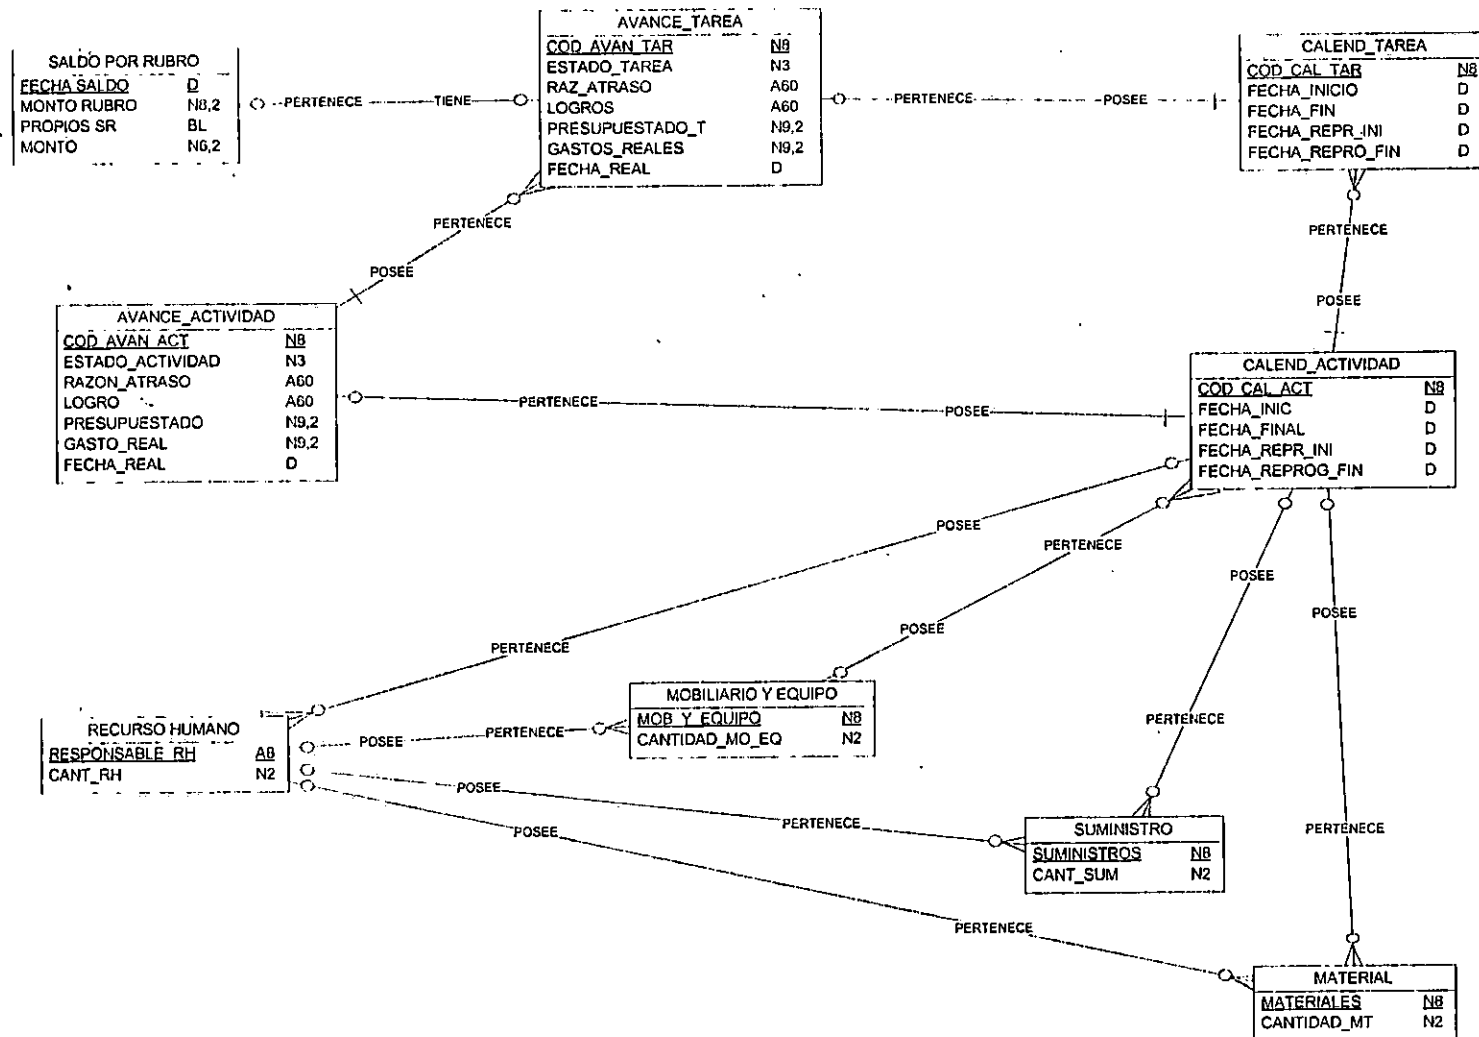 SALDO POR RUBRO
FECHA SALDO D
MONTO RUBRO N8,2
PROPIOS SR BL
MONTO N6,2
PERTENECE
TIENE
AVANCE_TAREA
COD_AVAN_TAR N8
ESTADO_TAREA N3
RAZ_ATRASO A60
LOGROS A60
PRESUPUESTADO_T N9,2
GASTOS_REALES N9,2
FECHA_REAL D
PERTENECE
POSEE
CALEND_TAREA
COD_CAL_TAR N8
FECHA_INICIO D
FECHA_FIN D
FECHA_REPR_INI D
FECHA_REPRO_FIN D
PERTENECE
POSEE
PERTENECE
POSEE
AVANCE_ACTIVIDAD
COD_AVAN_ACT N8
ESTADO_ACTIVIDAD N3
RAZON_ATRASO A60
LOGRO A60
PRESUPUESTADO N9,2
GASTO_REAL N9,2
FECHA_REAL D
PERTENECE
POSEE
CALEND_ACTIVIDAD
COD_CAL_ACT N8
FECHA_INIC D
FECHA_FINAL D
FECHA_REPR_INI D
FECHA_REPROG_FIN D
POSEE
PERTENECE
PERTENECE
POSEE
POSEE
PERTENECE
POSEE
PERTENECE
RECURSO HUMANO
RESPONSABLE_RH A8
CANT_RH N2
POSEE
PERTENECE
MOBILIARIO Y EQUIPO
MOB_Y_EQUIPO N8
CANTIDAD_MO_EQ N2
POSEE
PERTENECE
SUMINISTRO
SUMINISTROS N8
CANT_SUM N2
POSEE
PERTENECE
MATERIAL
MATERIALES N8
CANTIDAD_MT N2